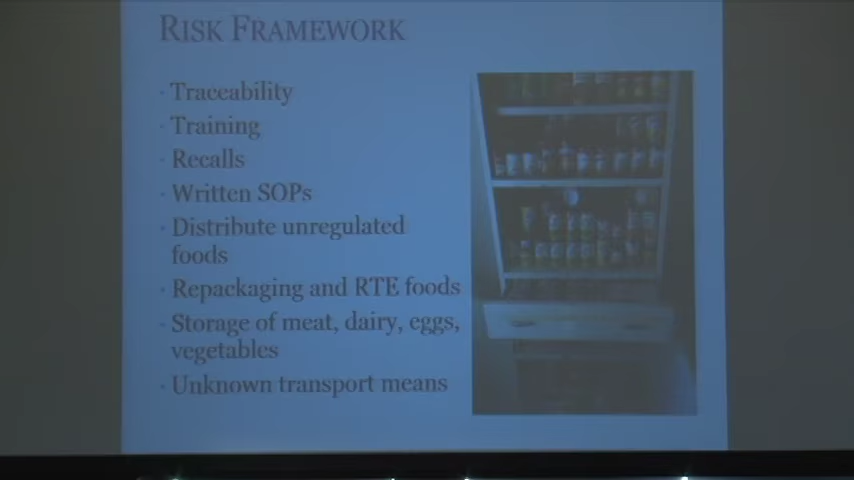 RISK FRAMEWORK
Traceability
Training
Recalls
Written SOPs
Distribute unregulated
foods
Repackaging and RTE foods
Storage of meat, dairy, eggs,
vegetables
Unknown transport means